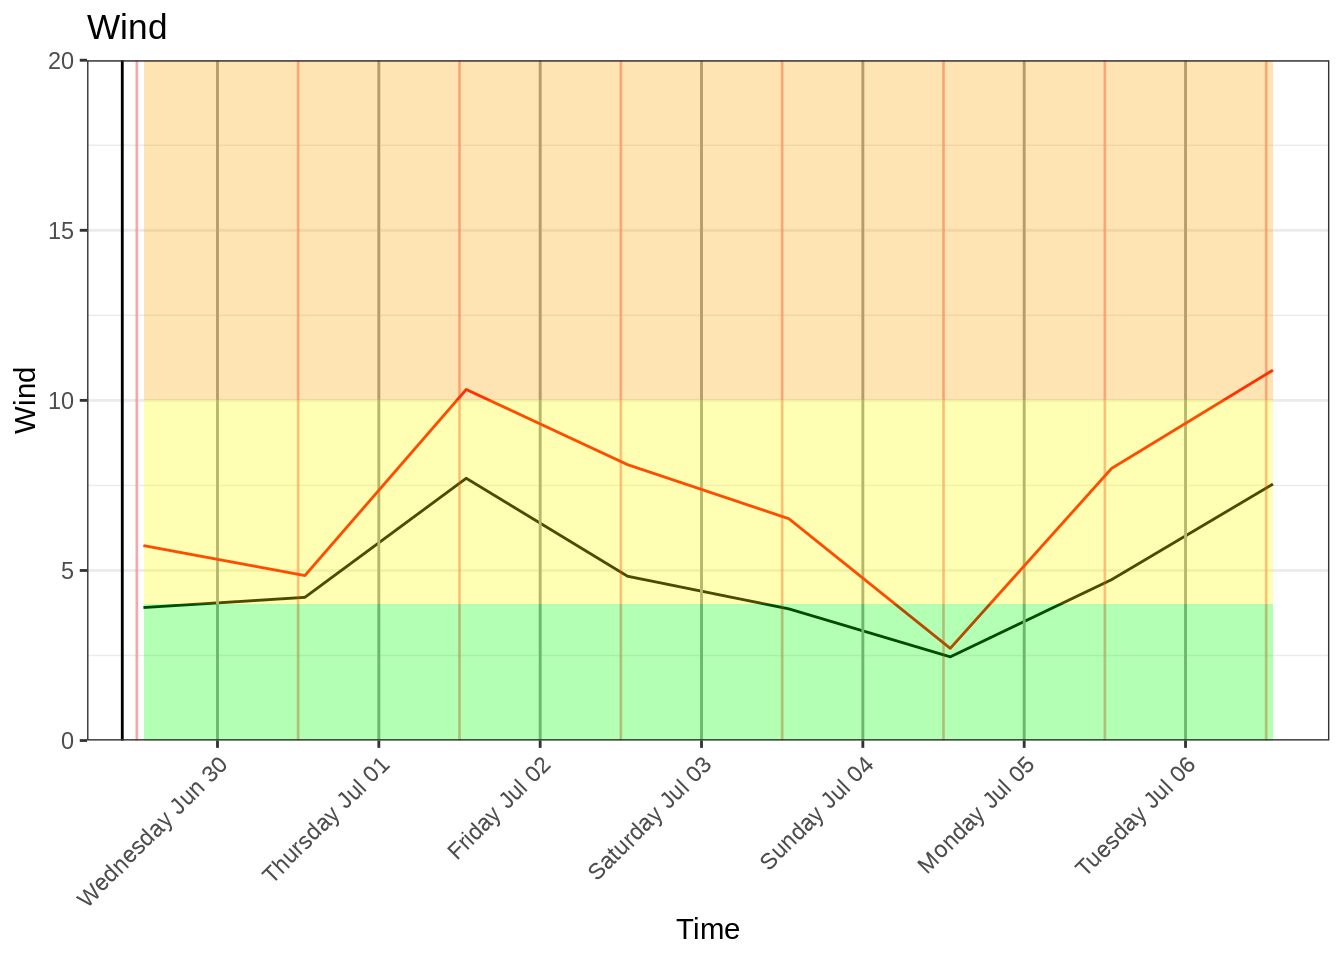 Wind
20
15
10
5
0
Wind
Wednesday Jun 30
Thursday Jul 01
Friday Jul 02
Saturday Jul 03
Sunday Jul 04
Monday Jul 05
Tuesday Jul 06
Time